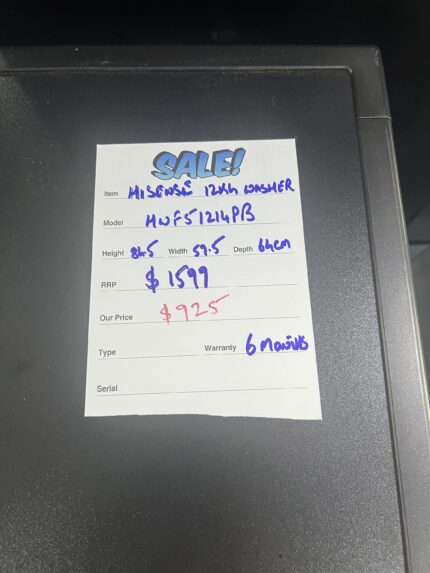 SALE!
Item HISENSE 12KG WASHER
Model HWF5I1214PB
Height 84.5 Width 59.5 Depth 64cm
RRP $1599
Our Price $925
Type Warranty 6 MONTHS
Serial